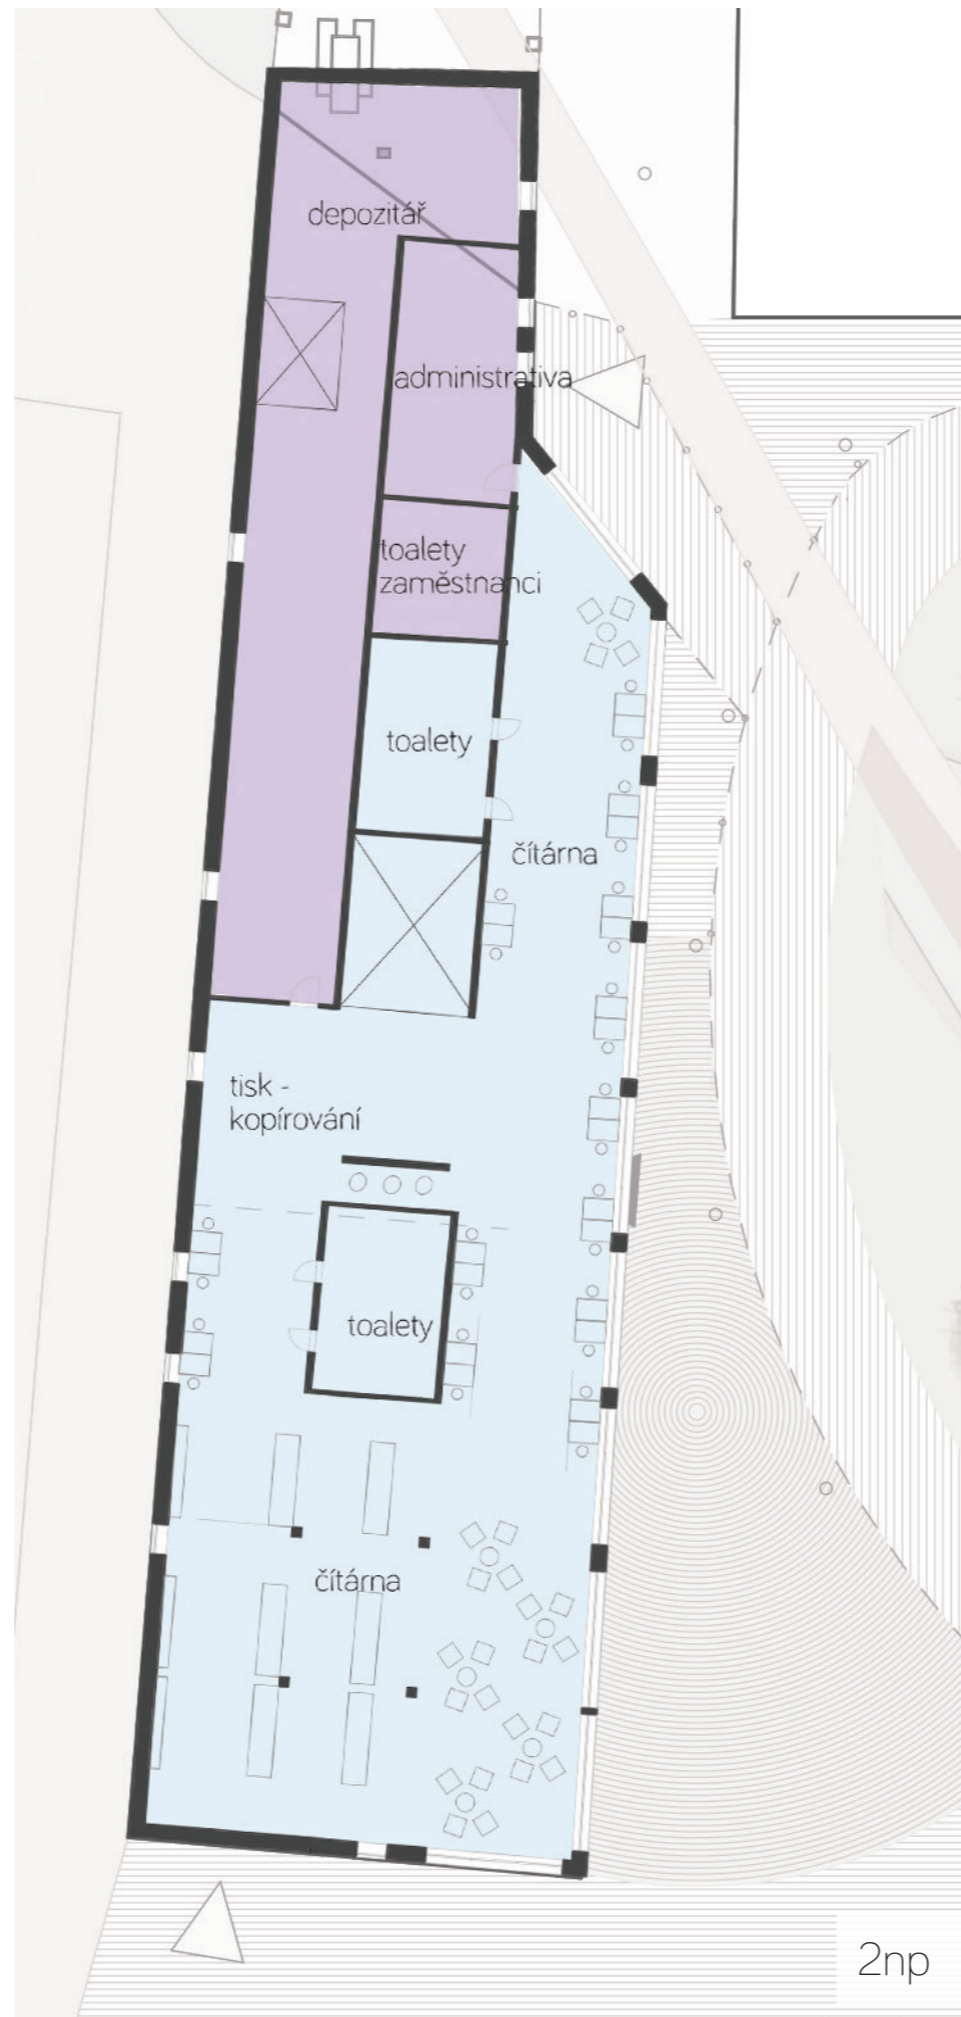 depozitář
administrativa
toalety
zaměstnanci
toalety
čítárna
tisk -
kopírování
toalety
čítárna
2np